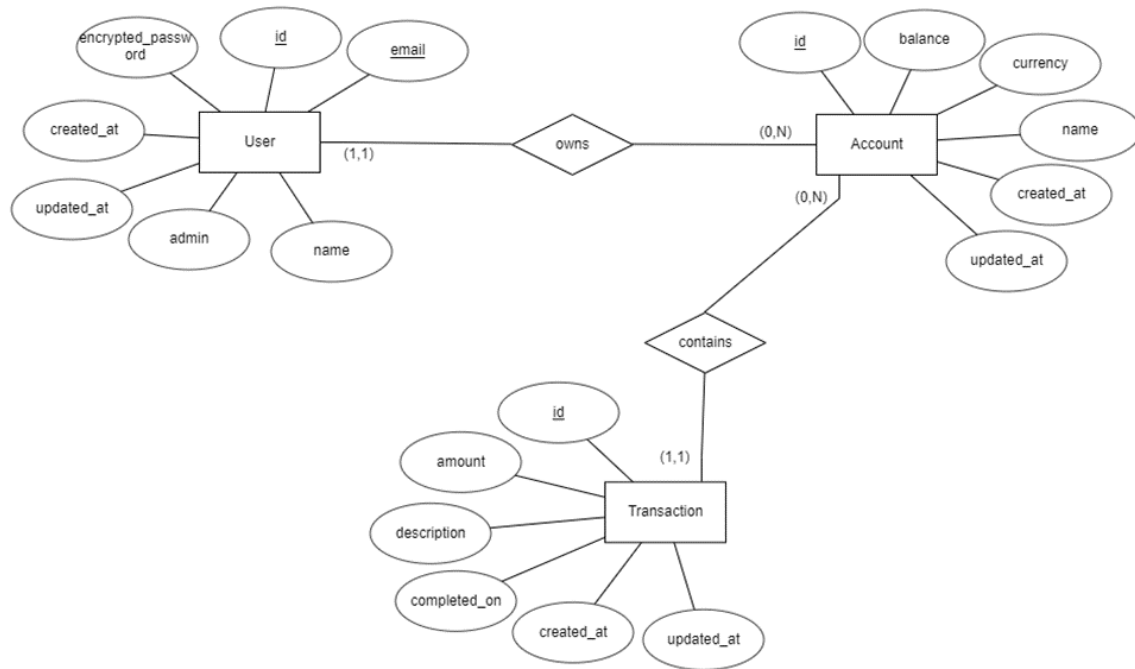 encrypted_passw
ord
id
email
created_at
User
updated_at
admin
name
(1,1)
owns
(0,N)
id
balance
currency
Account
name
created_at
updated_at
(0,N)
contains
(1,1)
id
amount
Transaction
description
completed_on
created_at
updated_at